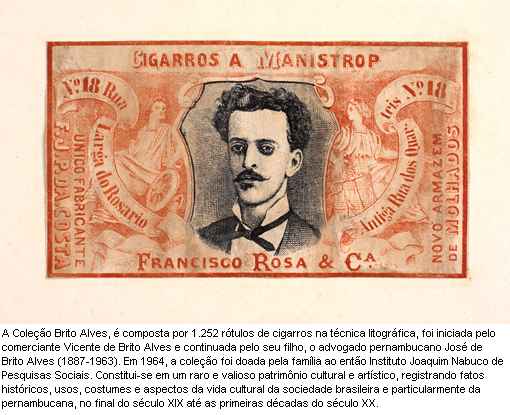 CIGARROS A MANISTROP
Nº 18 Rua
Larga do Rosario
UNICO FABRICANTE
DA COSTA
Antiga Rua dos Quar
teis Nº 18
NOVO ARMAZEM
DE MOLHADOS
FRANCISCO ROSA & CA.
A Coleção Brito Alves, é composta por 1.252 rótulos de cigarros na técnica litográfica, foi iniciada pelo
comerciante Vicente de Brito Alves e continuada pelo seu filho, o advogado pernambucano José de
Brito Alves (1887-1963). Em 1964, a coleção foi doada pela família ao então Instituto Joaquim Nabuco de
Pesquisas Sociais. Constitui-se em um raro e valioso patrimônio cultural e artístico, registrando fatos
históricos, usos, costumes e aspectos da vida cultural da sociedade brasileira e particularmente da
pernambucana, no final do século XIX até as primeiras décadas do século XX.